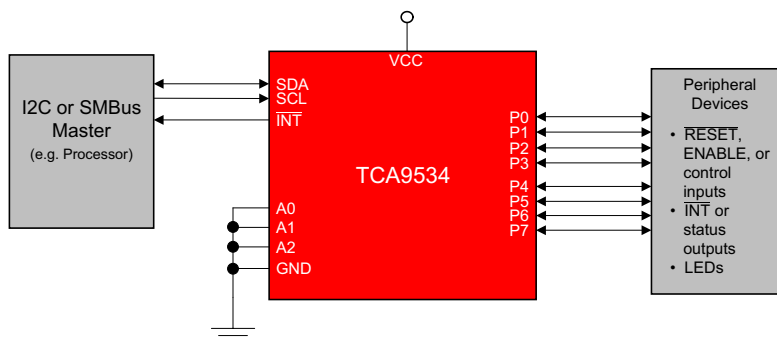 VCC
I2C or SMBus
Master
(e.g. Processor)
SDA
SCL
INT
A0
A1
A2
GND
TCA9534
P0
P1
P2
P3
P4
P5
P6
P7
Peripheral
Devices
• RESET,
ENABLE, or
control
inputs
• INT or
status
outputs
• LEDs